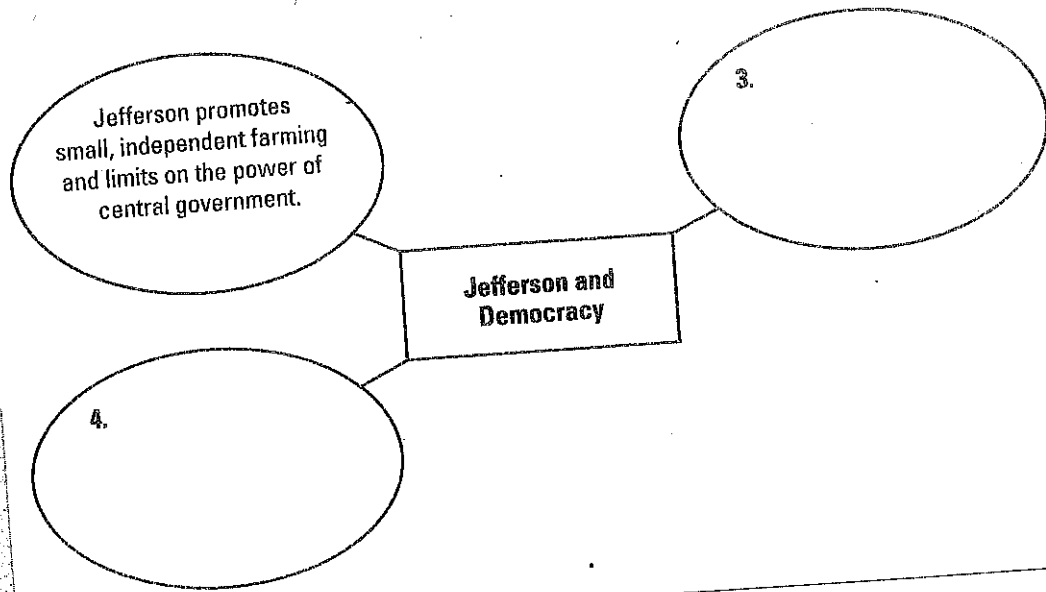 Jefferson promotes
small, independent farming
and limits on the power of
central government.
3.
Jefferson and
Democracy
4.